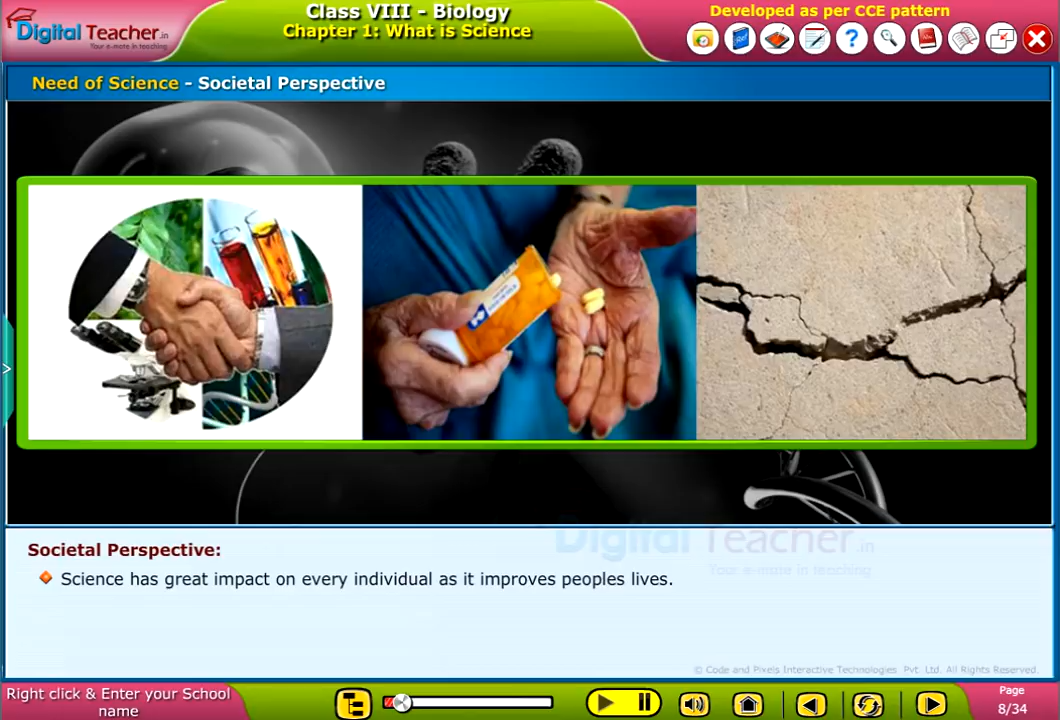 Class VIII - Biology
Chapter 1: What is Science
Developed as per CCE pattern
Digital Teacher.in
Your e-mate in teaching
Need of Science - Societal Perspective
Societal Perspective:
Science has great impact on every individual as it improves peoples lives.
Digital Teacher.in
Your e-mate in teaching
© Code and Pixels Interactive Technologies Pvt. Ltd. All Rights Reserved.
Right click & Enter your School
name
Page
8/34